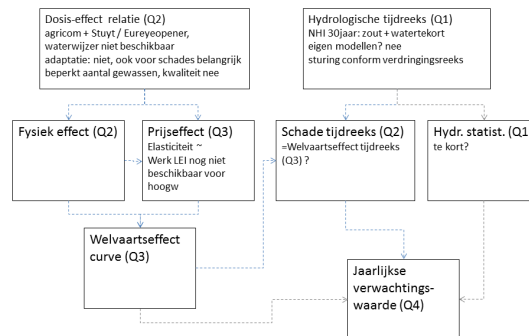 Dosis-effect relatie (Q2)
agricom + Stuyt / Eureyeopener,
waterwijzer niet beschikbaar
adaptatie: niet, ook voor schades belangrijk
beperkt aantal gewassen, kwaliteit nee
Hydrologische tijdreeks (Q1)
NHI 30jaar: zout + watertekort
eigen modellen? nee
sturing conform verdringingsreeks
Fysiek effect (Q2)
Prijseffect (Q3)
Elasticiteit ~
Werk LEI nog niet
beschikbaar voor
hoogw
Schade tijdreeks (Q2)
=Welvaartseffect tijdreeks
(Q3) ?
Hydr. statist. (Q1
te kort?
Welvaartseffect
curve (Q3)
Jaarlijkse
verwachtings-
waarde (Q4)